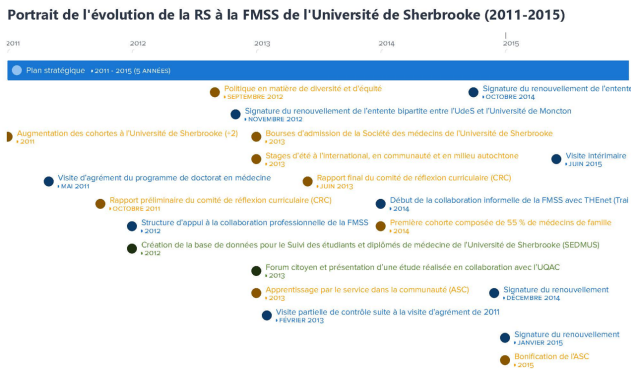 Portrait de l'évolution de la RS à la FMSS de l'Université de Sherbrooke (2011-2015)
2011 2012 2013 2014 2015
Plan stratégique • 2011 - 2015 (5 ANNÉES)
Politique en matière de diversité et d'équité
SEPTEMBRE 2012
Signature du renouvellement de l'entente
OCTOBRE 2014
Signature du renouvellement de l'entente bipartite entre l'UdeS et l'Université de Moncton
NOVEMBRE 2012
Augmentation des cohortes à l'Université de Sherbrooke (÷2)
2011
Bourses d'admission de la Société des médecins de l'Université de Sherbrooke
2013
Stages d'été à l'international, en communauté et en milieu autochtone
2013
Visite intérimaire
JUIN 2015
Visite d'agrément du programme de doctorat en médecine
MAI 2011
Rapport final du comité de réflexion curriculaire (CRC)
JUIN 2013
Rapport préliminaire du comité de réflexion curriculaire (CRC)
OCTOBRE 2011
Début de la collaboration informelle de la FMSS avec THEnet (Trai
2014
Structure d'appui à la collaboration professionnelle de la FMSS
2012
Première cohorte composée de 55 % de médecins de famille
2014
Création de la base de données pour le Suivi des étudiants et diplômés de médecine de l'Université de Sherbrooke (SEDMUS)
2012
Forum citoyen et présentation d'une étude réalisée en collaboration avec l'UQAC
2013
Apprentissage par le service dans la communauté (ASC)
2013
Signature du renouvellement
DÉCEMBRE 2014
Visite partielle de contrôle suite à la visite d'agrément de 2011
FÉVRIER 2013
Signature du renouvellement
JANVIER 2015
Bonification de l'ASC
2015